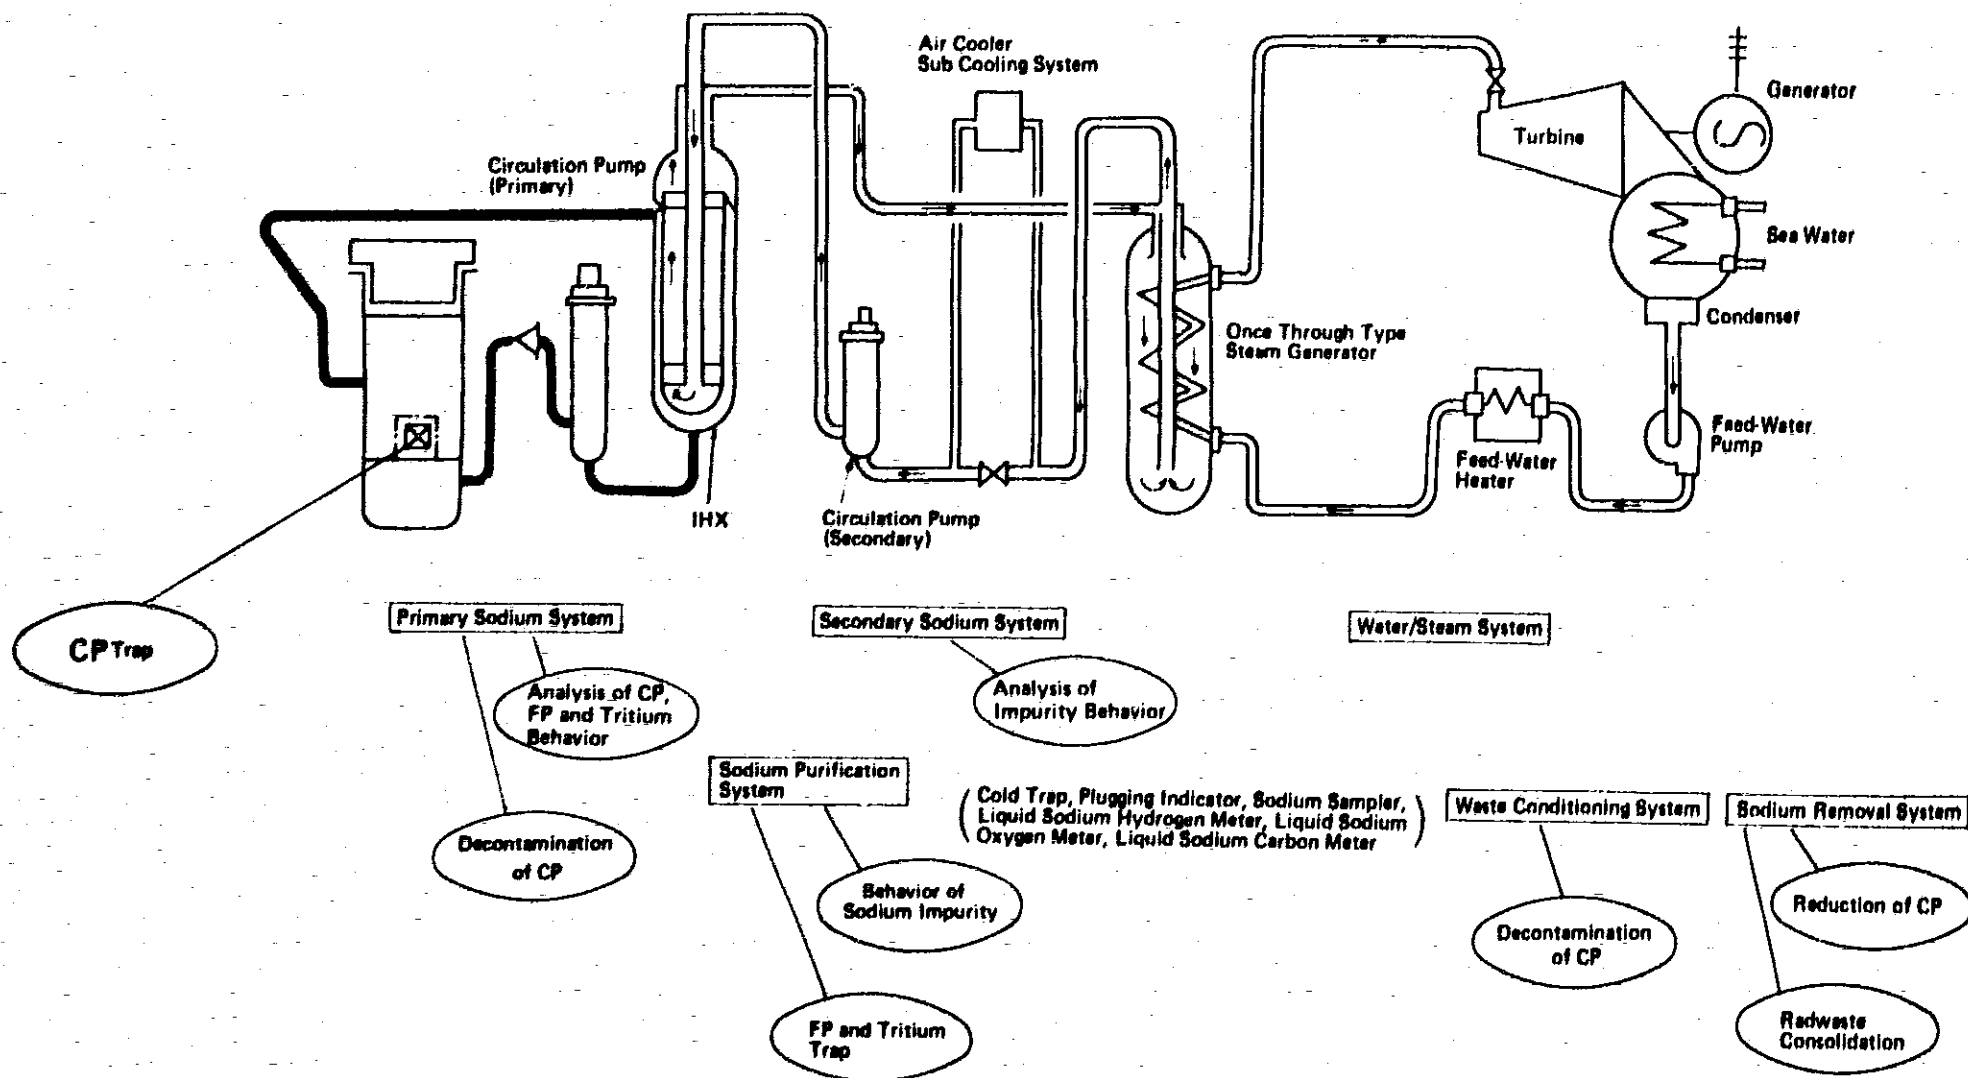 Air Cooler
Sub Cooling System
Generator
Turbine
Circulation Pump
(Primary)
Sea Water
Condenser
Once Through Type
Steam Generator
Feed-Water
Pump
Feed-Water
Heater
IHX
Circulation Pump
(Secondary)
CP Trap
Primary Sodium System
Secondary Sodium System
Water/Steam System
Analysis of CP,
FP and Tritium
Behavior
Analysis of
Impurity Behavior
Sodium Purification
System
(Cold Trap, Plugging Indicator, Sodium Sampler,
Liquid Sodium Hydrogen Meter, Liquid Sodium
Oxygen Meter, Liquid Sodium Carbon Meter)
Waste Conditioning System
Sodium Removal System
Decontamination
of CP
Behavior of
Sodium Impurity
Reduction of CP
Decontamination
of CP
FP and Tritium
Trap
Radwaste
Consolidation